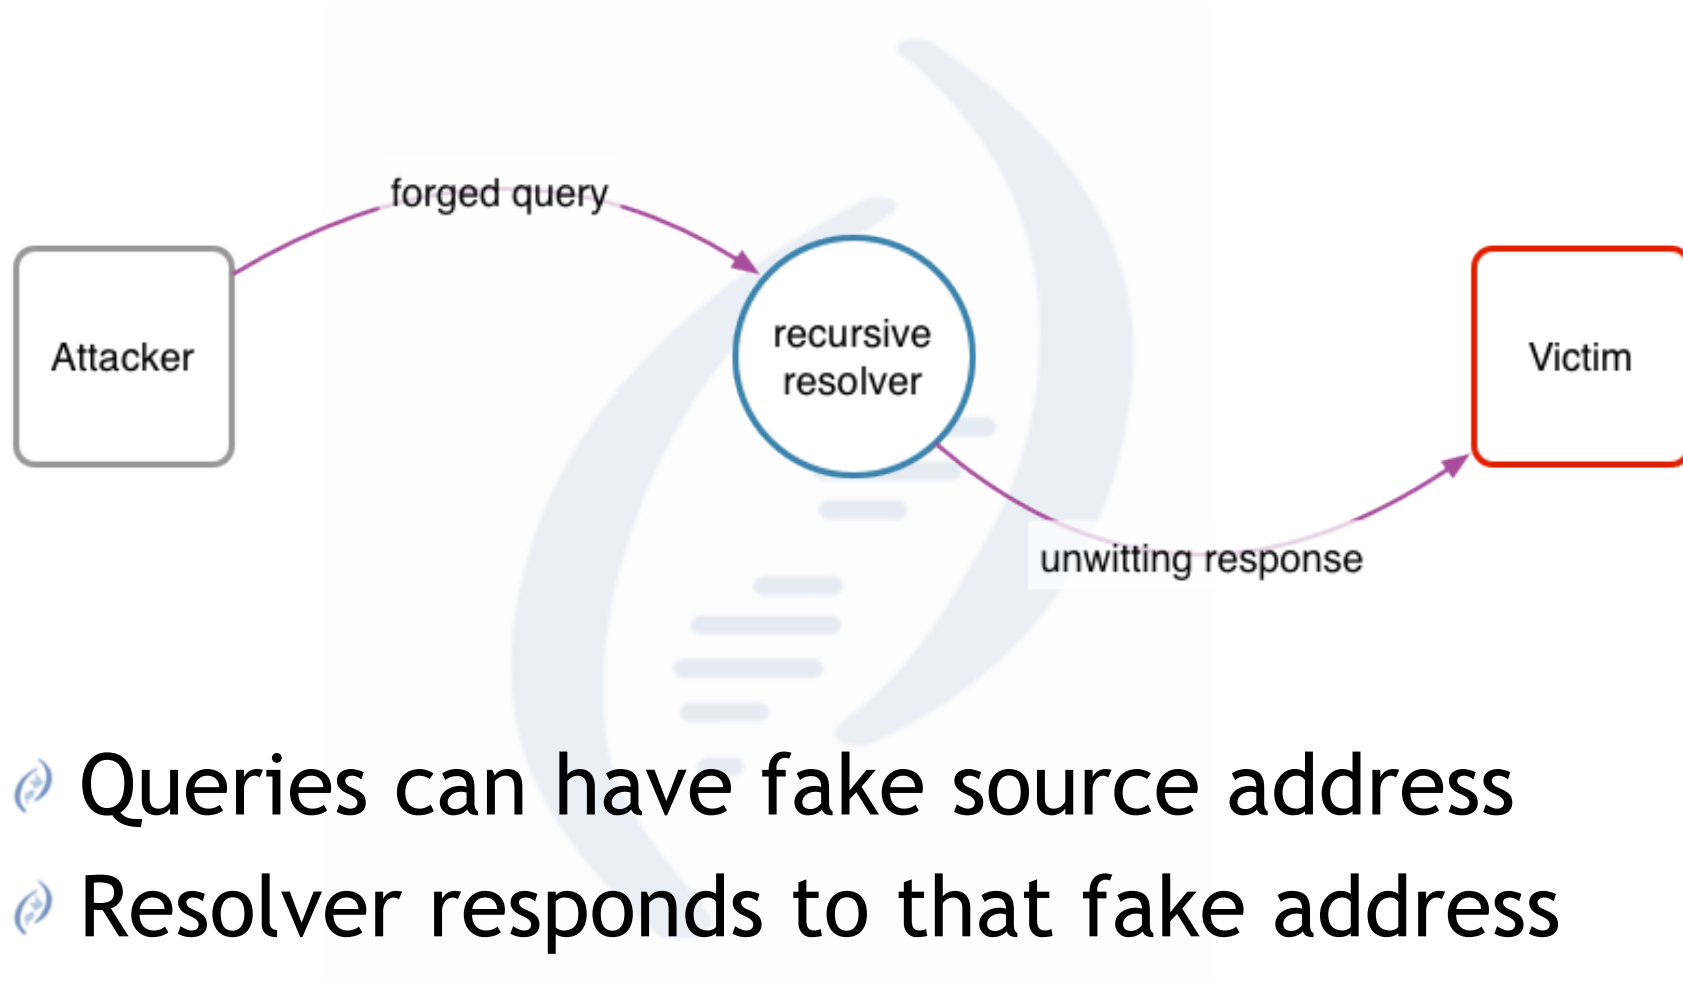 forged query
Attacker
recursive
resolver
Victim
unwitting response
Queries can have fake source address
Resolver responds to that fake address